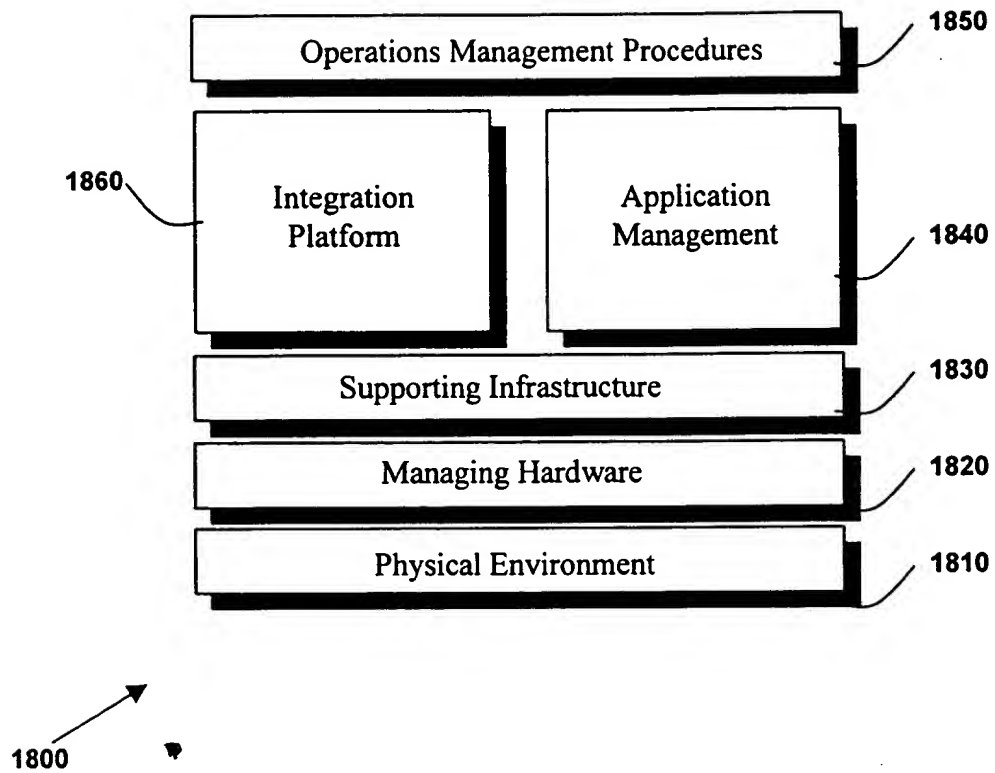 Operations Management Procedures
1850
1860
Integration
Platform
Application
Management
1840
Supporting Infrastructure
1830
Managing Hardware
1820
Physical Environment
1810
1800